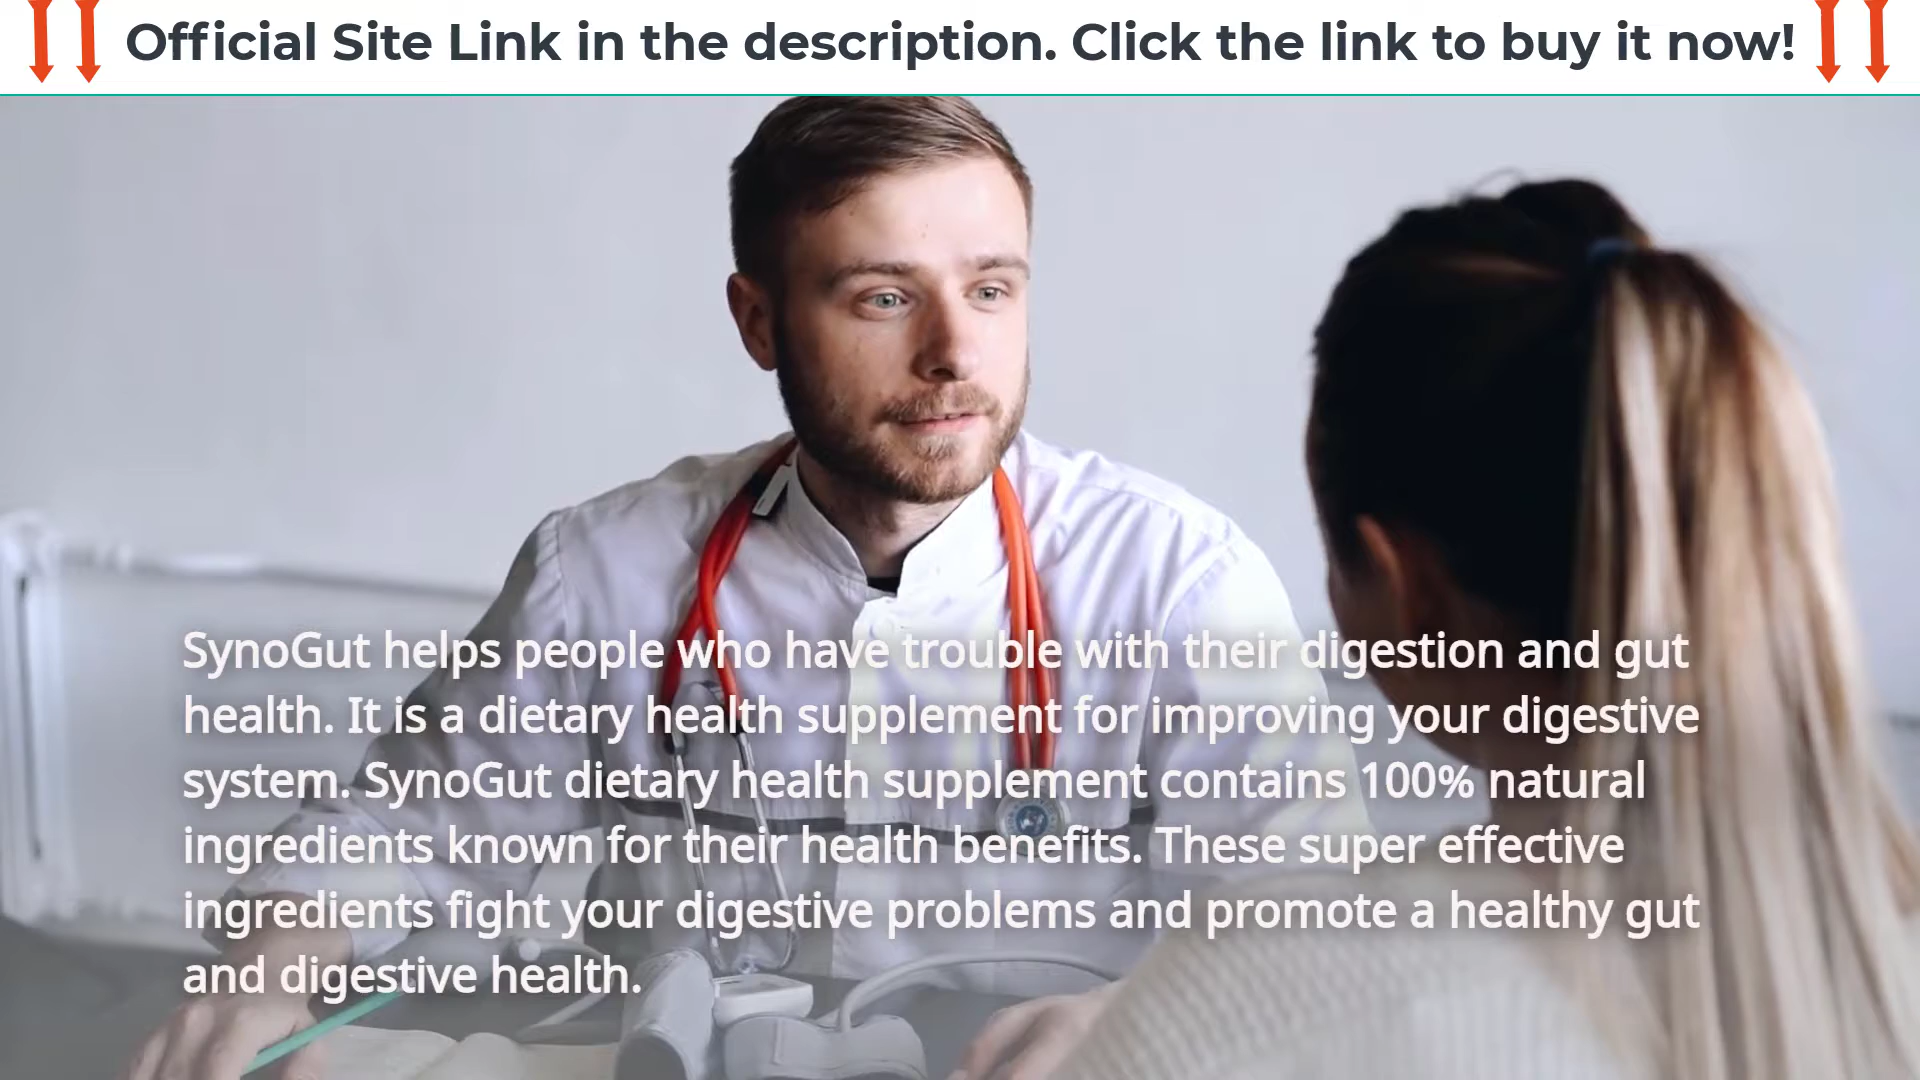 Official Site Link in the description. Click the link to buy it now!
SynoGut helps people who have trouble with their digestion and gut
health. It is a dietary health supplement for improving your digestive
system. SynoGut dietary health supplement contains 100% natural
ingredients known for their health benefits. These super effective
ingredients fight your digestive problems and promote a healthy gut
and digestive health.